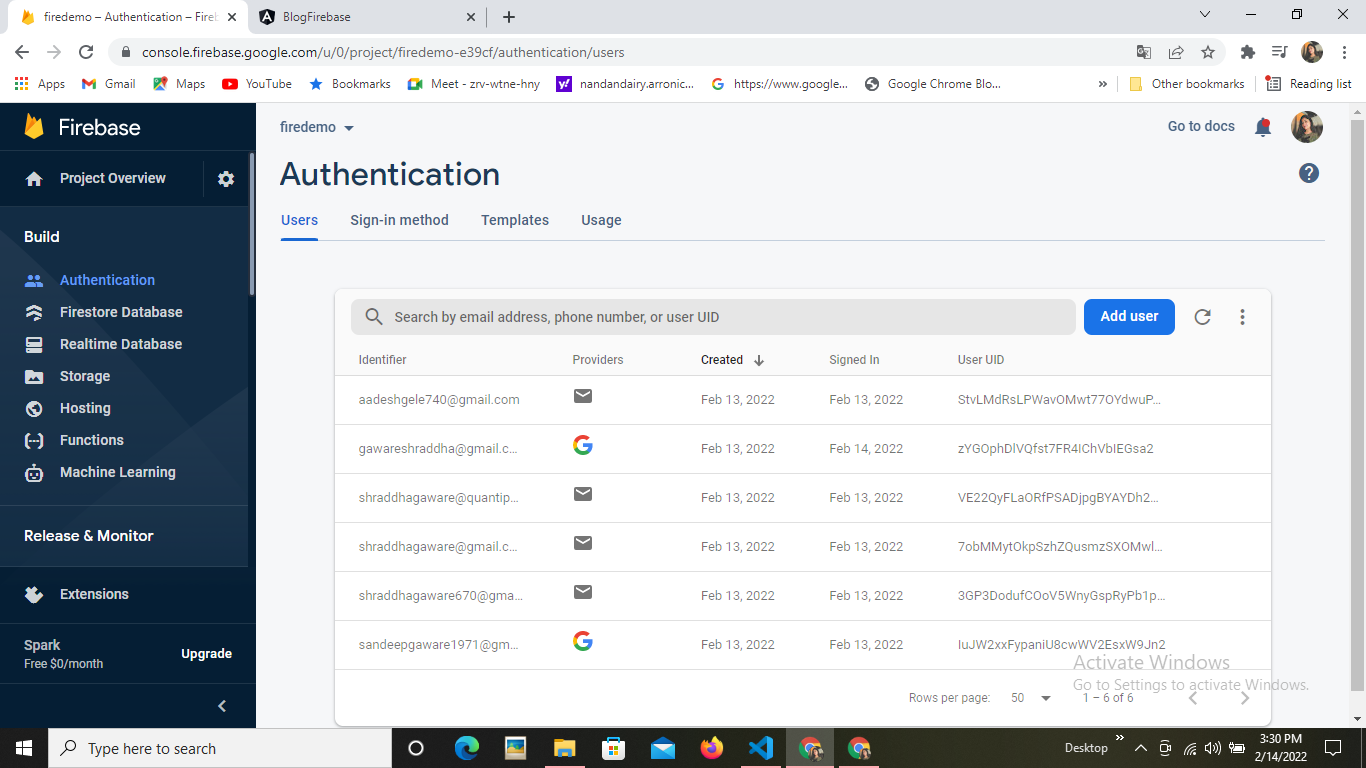 firedemo – Authentication – Fire
BlogFirebase
console.firebase.google.com/u/0/project/firedemo-e39cf/authentication/users
Apps Gmail Maps YouTube Bookmarks Meet - zrv-wtne-hny nandandairy.arronic... https://www.google... Google Chrome Blo... » Other bookmarks Reading list
Firebase
firedemo
Go to docs
Project Overview
Authentication
Users Sign-in method Templates Usage
Build
Authentication
Firestore Database
Realtime Database
Storage
Hosting
Functions
Machine Learning
Release & Monitor
Extensions
Spark
Free $0/month
Upgrade
Search by email address, phone number, or user UID
Add user
Identifier Providers Created Signed In User UID
aadeshgele740@gmail.com Feb 13, 2022 Feb 13, 2022 StvLMdRsLPWavOMwt77OYdwuP...
gawareshraddha@gmail.c... Feb 13, 2022 Feb 14, 2022 zYGOphDlVQfst7FR4IChVbIEGsa2
shraddhagaware@quantip... Feb 13, 2022 Feb 13, 2022 VE22QyFLaORfPSADjpgBYAYDh2...
shraddhagaware@gmail.c... Feb 13, 2022 Feb 13, 2022 7obMMytOkpSzhZQusmzSXOMwl...
shraddhagaware670@gma... Feb 13, 2022 Feb 13, 2022 3GP3DodufCOoV5WnyGspRyPb1p...
sandeepgaware1971@gm... Feb 13, 2022 Feb 13, 2022 IuJW2xxFypaniU8cwWV2EsxW9Jn2
Activate Windows
Go to Settings to activate Windows.
Rows per page: 50 1 – 6 of 6
Type here to search
Desktop »
3:30 PM
2/14/2022